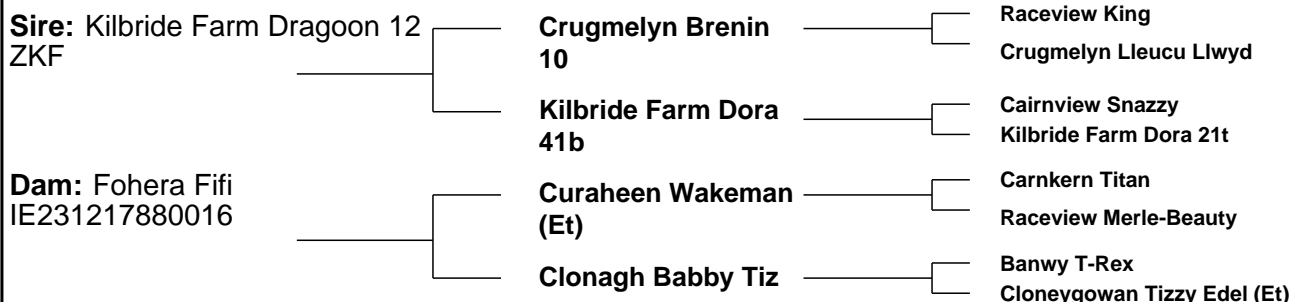 Sire: Kilbride Farm Dragoon 12
ZKF
Crugmelyn Brenin
10
Raceview King
Crugmelyn Lleucu Llwyd
Kilbride Farm Dora
41b
Cairnview Snazzy
Kilbride Farm Dora 21t
Dam: Fohera Fifi
IE231217880016
Curaheen Wakeman
(Et)
Carnkern Titan
Raceview Merle-Beauty
Clonagh Babby Tiz
Banwy T-Rex
Cloneygowan Tizzy Edel (Et)